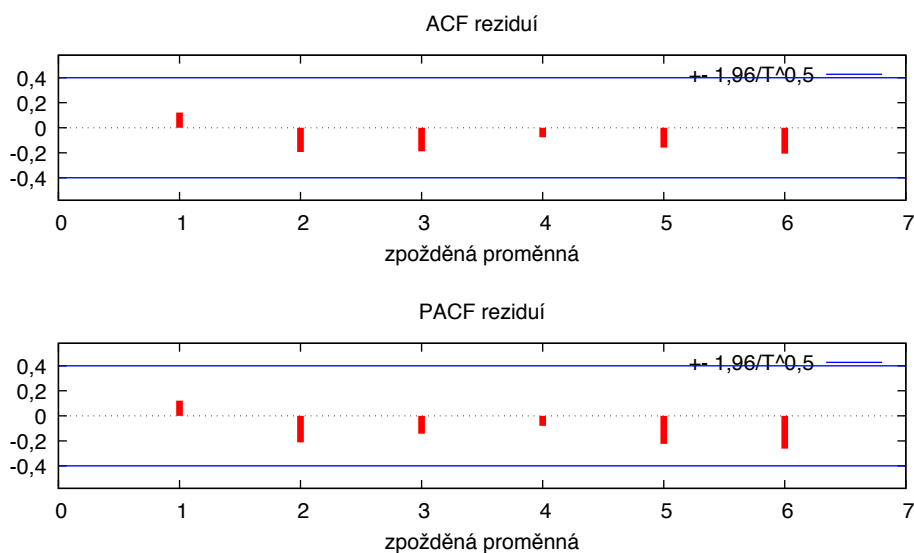 ACF reziduí
+- 1,96/T^0,5
0,4
0,2
0
-0,2
-0,4
0 1 2 3 4 5 6 7
zpožděná proměnná
PACF reziduí
+- 1,96/T^0,5
0,4
0,2
0
-0,2
-0,4
0 1 2 3 4 5 6 7
zpožděná proměnná